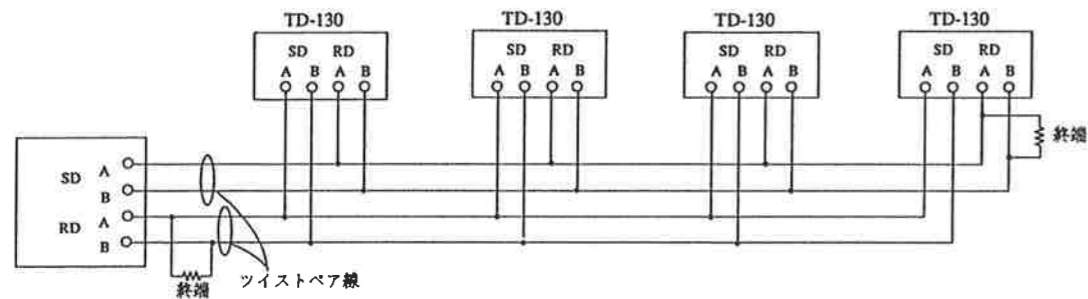 TD-130 TD-130 TD-130 TD-130
SD RD SD RD SD RD SD RD
A B A B A B A B A B A B A B A B
終端
SD A
B
RD A
B
終端
ツイストペア線